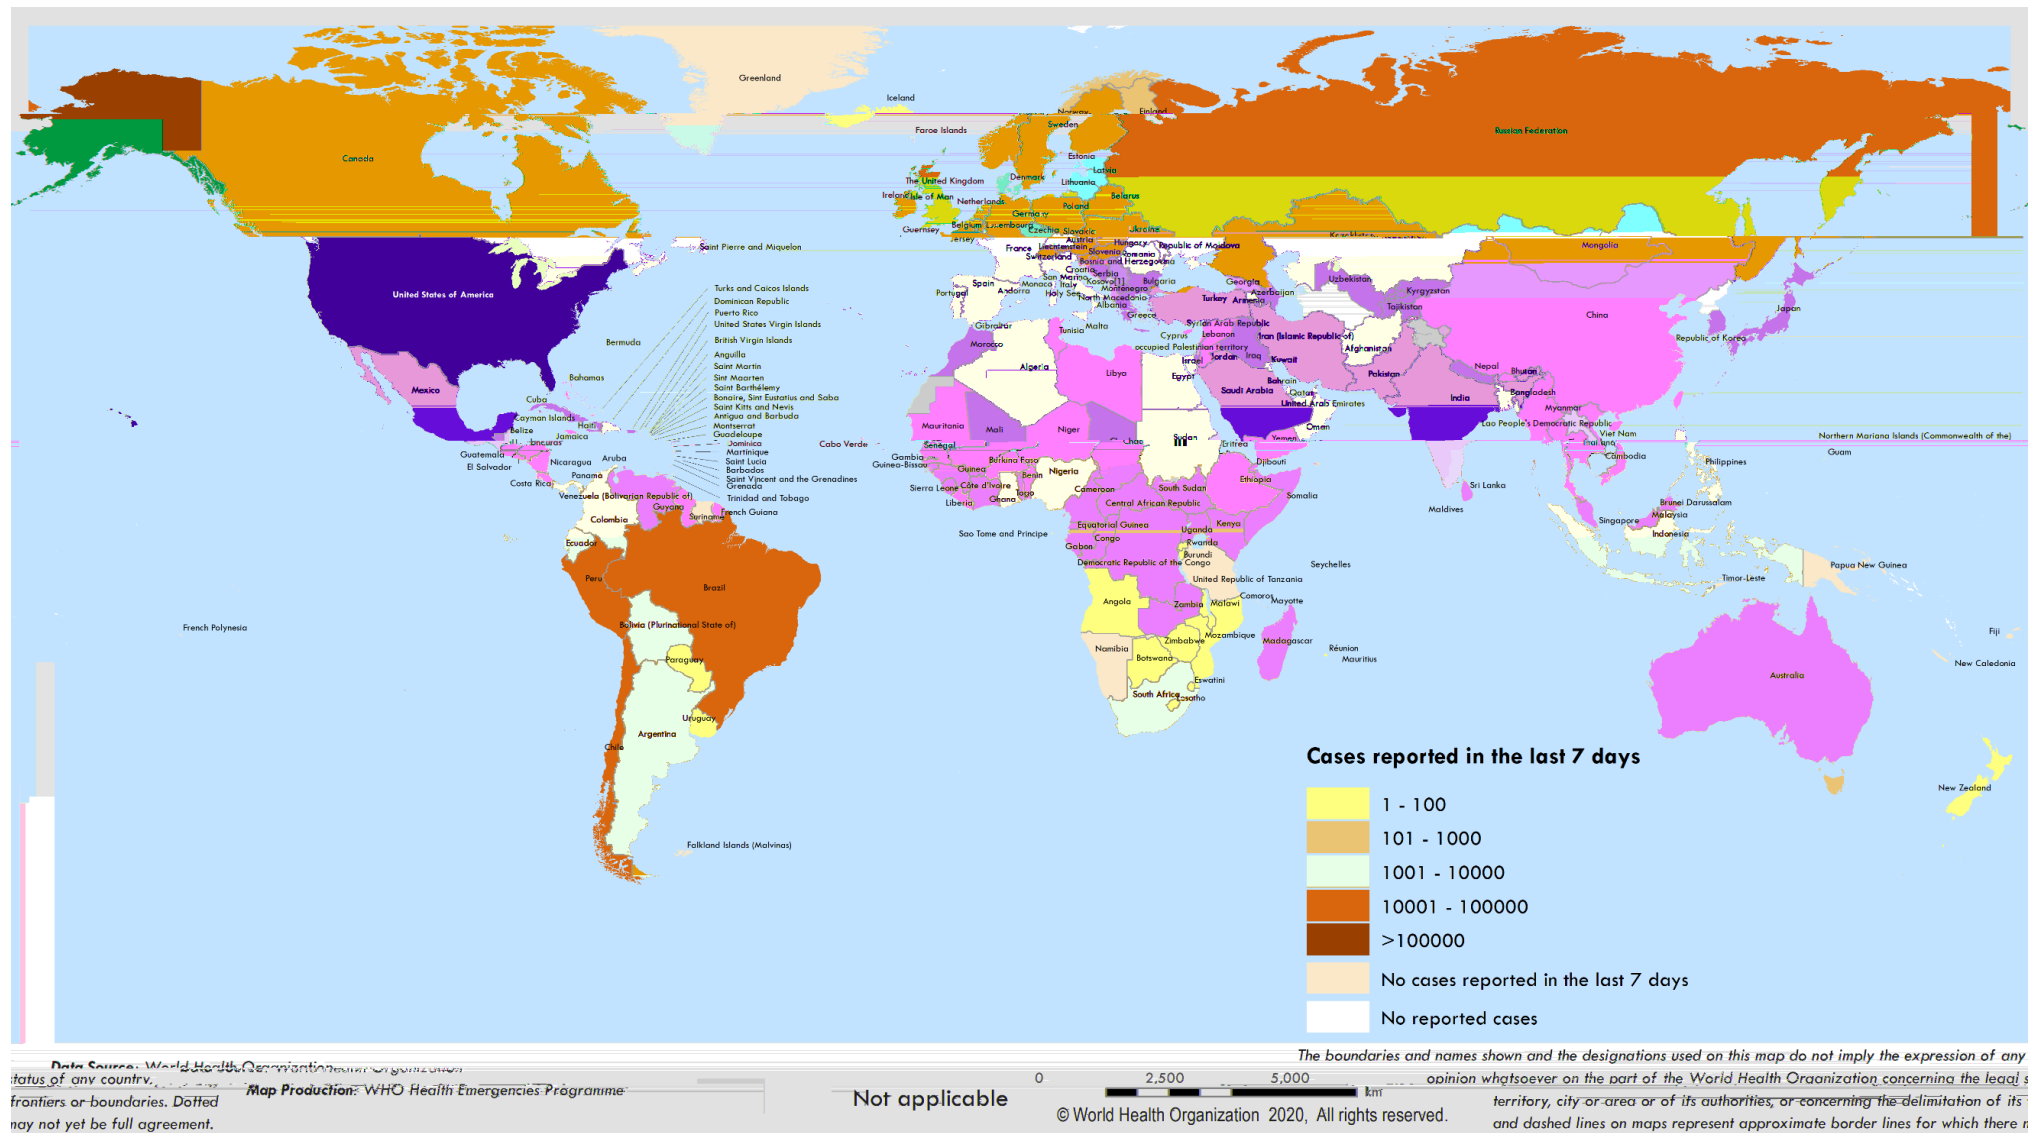 Greenland
Iceland
Faroe Islands
Norway
Finland
Sweden
Russian Federation
Canada
Estonia
Latvia
Lithuania
Denmark
The United Kingdom
Ireland
Isle of Man
Netherlands
Belarus
Poland
Germany
Guernsey
Belgium
Luxembourg
Czechia
Slovakia
Ukraine
Jersey
Austria
Saint Pierre and Miquelon
France
Liechtenstein
Hungary
Republic of Moldova
Switzerland
Slovenia
Romania
Mongolia
Bosnia and Herzegovina
Croatia
San Marino
Serbia
United States of America
Portugal
Spain
Andorra
Monaco
Italy
Kosovo[1]
Bulgaria
Georgia
Uzbekistan
Kyrgyzstan
Holy See
Montenegro
North Macedonia
Albania
Turkey
Armenia
Azerbaijan
Tajikistan
Greece
China
Japan
Turks and Caicos Islands
Dominican Republic
Puerto Rico
United States Virgin Islands
British Virgin Islands
Anguilla
Saint Martin
Sint Maarten
Saint Barthélemy
Bonaire, Sint Eustatius and Saba
Saint Kitts and Nevis
Antigua and Barbuda
Montserrat
Guadeloupe
Martinique
Saint Lucia
Barbados
Saint Vincent and the Grenadines
Grenada
Trinidad and Tobago
Bermuda
Bahamas
Gibraltar
Tunisia
Malta
Syrian Arab Republic
Cyprus
Lebanon
Iran (Islamic Republic of)
Republic of Korea
Morocco
occupied Palestinian territory
Israel
Jordan
Iraq
Kuwait
Afghanistan
Algeria
Libya
Egypt
Bahrain
Pakistan
Nepal
Bhutan
Mexico
Saudi Arabia
Qatar
United Arab Emirates
India
Bangladesh
Myanmar
Cuba
Cayman Islands
Haiti
Belize
Jamaica
Mauritania
Mali
Niger
Sudan
Oman
Lao People's Democratic Republic
Viet Nam
Northern Mariana Islands (Commonwealth of the)
Guam
Cabo Verde
Senegal
Eritrea
Yemen
Guatemala
El Salvador
Nicaragua
Aruba
Gambia
Guinea-Bissau
Guinea
Burkina Faso
Benin
Nigeria
Djibouti
Cambodia
Philippines
Costa Rica
Panama
Venezuela (Bolivarian Republic of)
Sierra Leone
Côte d'Ivoire
Togo
Ghana
Liberia
Cameroon
South Sudan
Ethiopia
Somalia
Central African Republic
Sri Lanka
Maldives
Brunei Darussalam
Malaysia
Singapore
Indonesia
Guyana
Suriname
French Guiana
Colombia
Ecuador
Sao Tome and Principe
Equatorial Guinea
Gabon
Congo
Uganda
Kenya
Rwanda
Burundi
Democratic Republic of the Congo
United Republic of Tanzania
Seychelles
Timor-Leste
Papua New Guinea
Peru
Brazil
Angola
Zambia
Malawi
Comoros
Mayotte
French Polynesia
Bolivia (Plurinational State of)
Mozambique
Madagascar
Zimbabwe
Namibia
Botswana
Réunion
Mauritius
Fiji
New Caledonia
Paraguay
Eswatini
South Africa
Lesotho
Australia
Uruguay
Argentina
Chile
New Zealand
Falkland Islands (Malvinas)
Cases reported in the last 7 days
1 - 100
101 - 1000
1001 - 10000
10001 - 100000
>100000
No cases reported in the last 7 days
No reported cases
Data Source: World Health Organization
status of any country,
frontiers or boundaries. Dotted
may not yet be full agreement.
Map Production: WHO Health Emergencies Programme
Not applicable
0 2,500 5,000
km
© World Health Organization 2020, All rights reserved.
The boundaries and names shown and the designations used on this map do not imply the expression of any
opinion whatsoever on the part of the World Health Organization concerning the legal
territory, city or area or of its authorities, or concerning the delimitation of its
and dashed lines on maps represent approximate border lines for which there